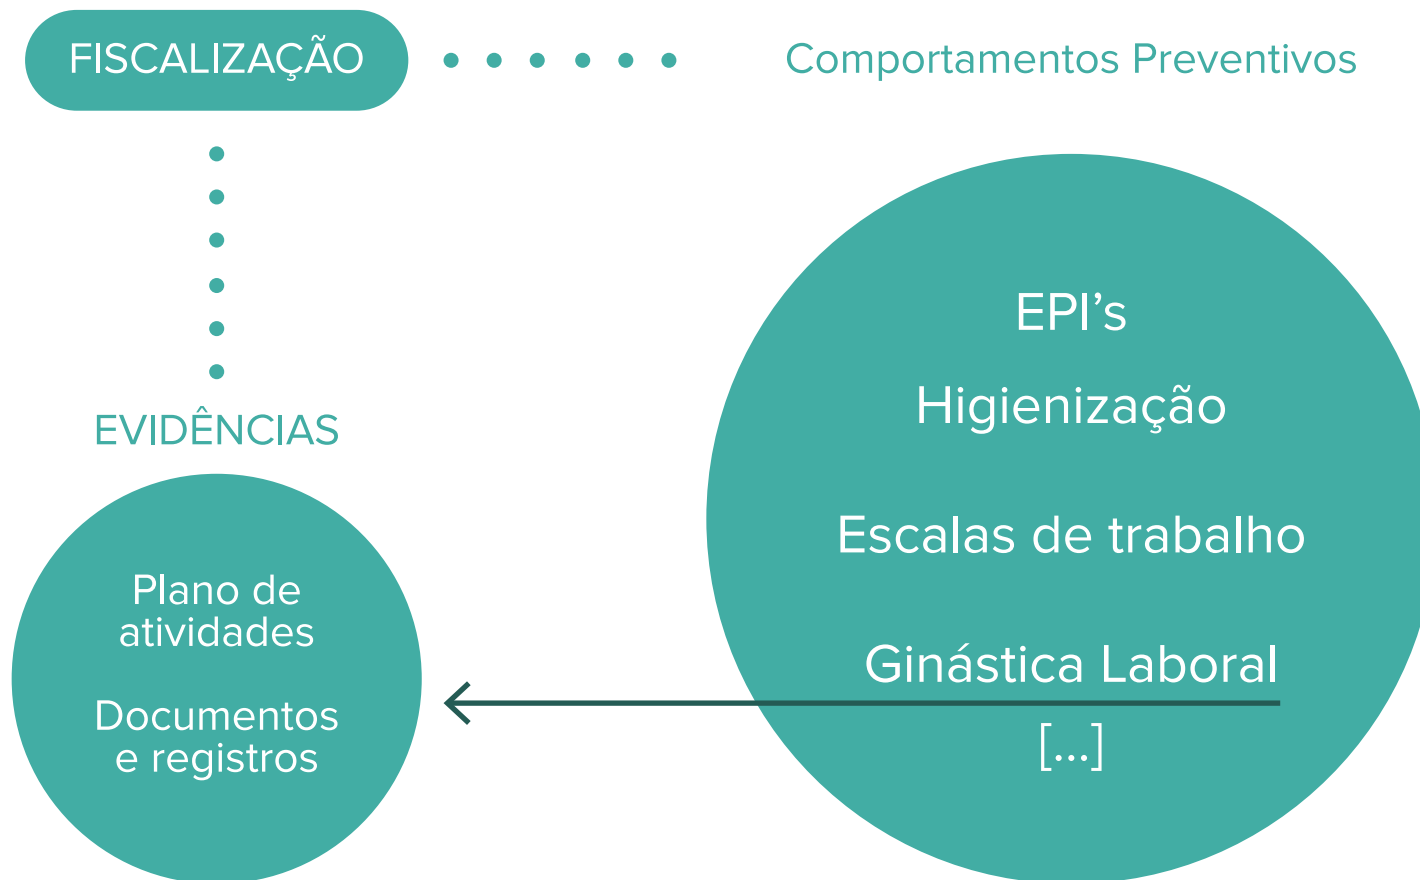 FISCALIZAÇÃO
Comportamentos Preventivos
EVIDÊNCIAS
Plano de
atividades
Documentos
e registros
EPI’s
Higienização
Escalas de trabalho
Ginástica Laboral
[...]